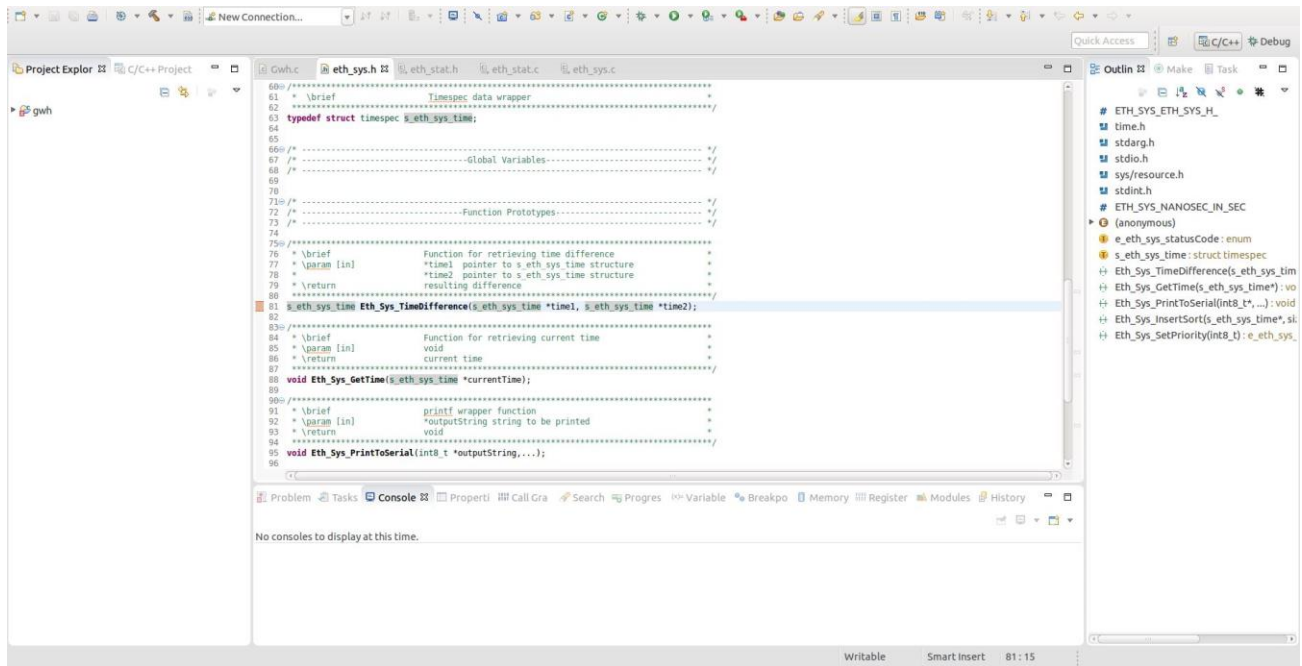 New Connection...
Quick Access
C/C++
Debug
Project Explor
C/C++ Project
gwh
Gwh.c
eth_sys.h
eth_stat.h
eth_stat.c
eth_sys.c
60 /***********************************************************************
61 * \brief Timespec data wrapper *
62 ***********************************************************************/
63 typedef struct timespec s_eth_sys_time;
64
65
66 /* -------------------------------------------------------------------- */
67 /* ----------------------------Global Variables--------------------------- */
68 /* -------------------------------------------------------------------- */
69
70
71 /* -------------------------------------------------------------------- */
72 /* ---------------------------Function Prototypes------------------------- */
73 /* -------------------------------------------------------------------- */
74
75 /***********************************************************************
76 * \brief Function for retrieving time difference *
77 * \param [in] *time1 pointer to s_eth_sys_time structure *
78 * *time2 pointer to s_eth_sys_time structure *
79 * \return resulting difference *
80 ***********************************************************************/
81 s_eth_sys_time Eth_Sys_TimeDifference(s_eth_sys_time *time1, s_eth_sys_time *time2);
82
83 /***********************************************************************
84 * \brief Function for retrieving current time *
85 * \param [in] void *
86 * \return current time *
87 ***********************************************************************/
88 void Eth_Sys_GetTime(s_eth_sys_time *currentTime);
89
90 /***********************************************************************
91 * \brief printf wrapper function *
92 * \param [in] *outputString string to be printed *
93 * \return void *
94 ***********************************************************************/
95 void Eth_Sys_PrintToSerial(int8_t *outputString,...);
96
Outlin
Make
Task
# ETH_SYS_ETH_SYS_H_
time.h
stdarg.h
stdio.h
sys/resource.h
stdint.h
# ETH_SYS_NANOSEC_IN_SEC
(anonymous)
e_eth_sys_statusCode : enum
s_eth_sys_time : struct timespec
Eth_Sys_TimeDifference(s_eth_sys_tim
Eth_Sys_GetTime(s_eth_sys_time*) : vo
Eth_Sys_PrintToSerial(int8_t*, ...) : void
Eth_Sys_InsertSort(s_eth_sys_time*, si
Eth_Sys_SetPriority(int8_t) : e_eth_sys_
Problem
Tasks
Console
Properti
Call Gra
Search
Progres
Variable
Breakpo
Memory
Register
Modules
History
No consoles to display at this time.
Writable
Smart Insert
81 : 15